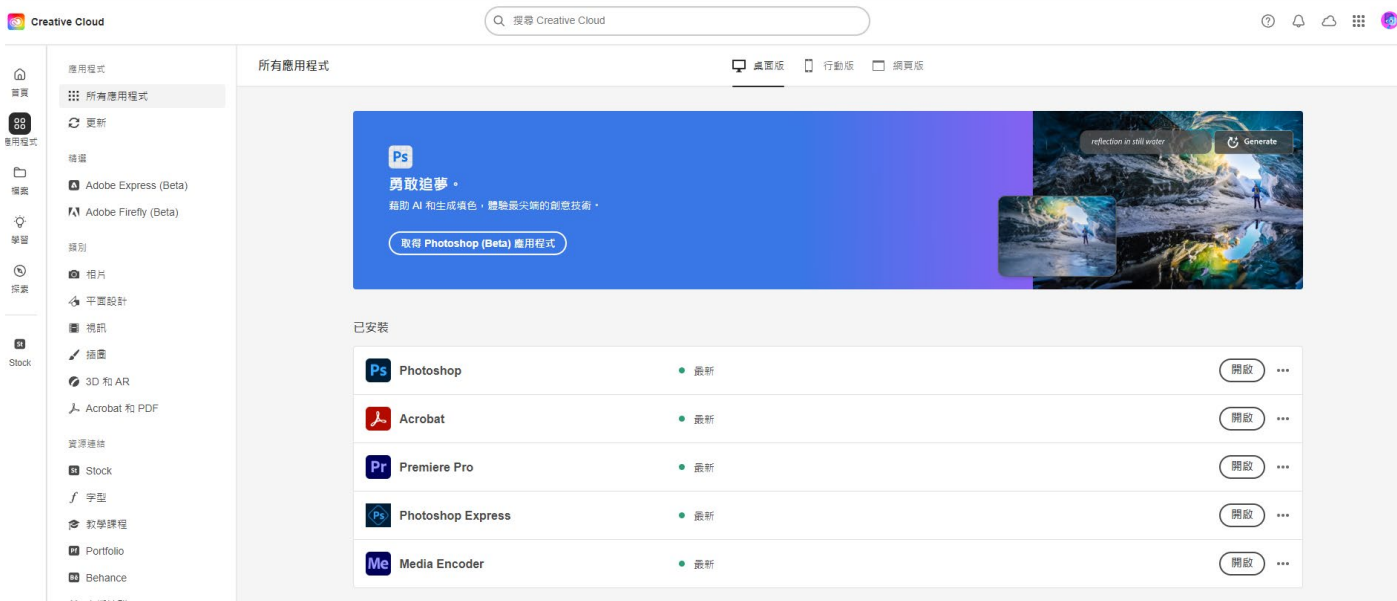 Creative Cloud
搜尋 Creative Cloud
首頁
應用程式
檔案
學習
探索
St
Stock
應用程式
所有應用程式
更新
精選
Adobe Express (Beta)
Adobe Firefly (Beta)
類別
相片
平面設計
視訊
插圖
3D 和 AR
Acrobat 和 PDF
資源連結
St Stock
字型
教學課程
Pf Portfolio
Bē Behance
所有應用程式
桌面版
行動版
網頁版
Ps
勇敢追夢。
藉助 AI 和生成填色，體驗最尖端的創意技術。
取得 Photoshop (Beta) 應用程式
reflection in still water
Generate
已安裝
Ps Photoshop 最新 開啟
Acrobat 最新 開啟
Pr Premiere Pro 最新 開啟
Ps Photoshop Express 最新 開啟
Me Media Encoder 最新 開啟